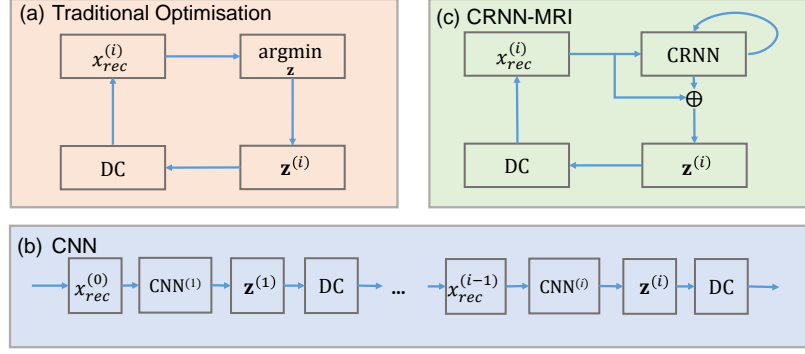 (a) Traditional Optimisation
x_{rec}^{(i)}
argmin
z
DC
z^{(i)}
(c) CRNN-MRI
x_{rec}^{(i)}
CRNN
⊕
DC
z^{(i)}
(b) CNN
x_{rec}^{(0)} CNN^{(1)} z^{(1)} DC ... x_{rec}^{(i-1)} CNN^{(i)} z^{(i)} DC